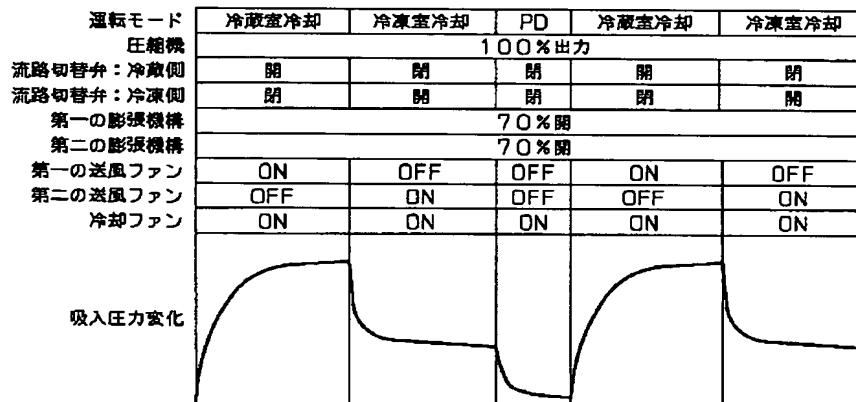 運転モード 冷蔵室冷却 冷凍室冷却 PD 冷蔵室冷却 冷凍室冷却
圧縮機 100%出力
流路切替弁:冷蔵側 開 閉 閉 開 閉
流路切替弁:冷凍側 閉 開 閉 閉 開
第一の膨張機構 70%開
第二の膨張機構 70%開
第一の送風ファン ON OFF OFF ON OFF
第二の送風ファン OFF ON OFF OFF ON
冷却ファン ON ON ON ON ON
吸入圧力変化